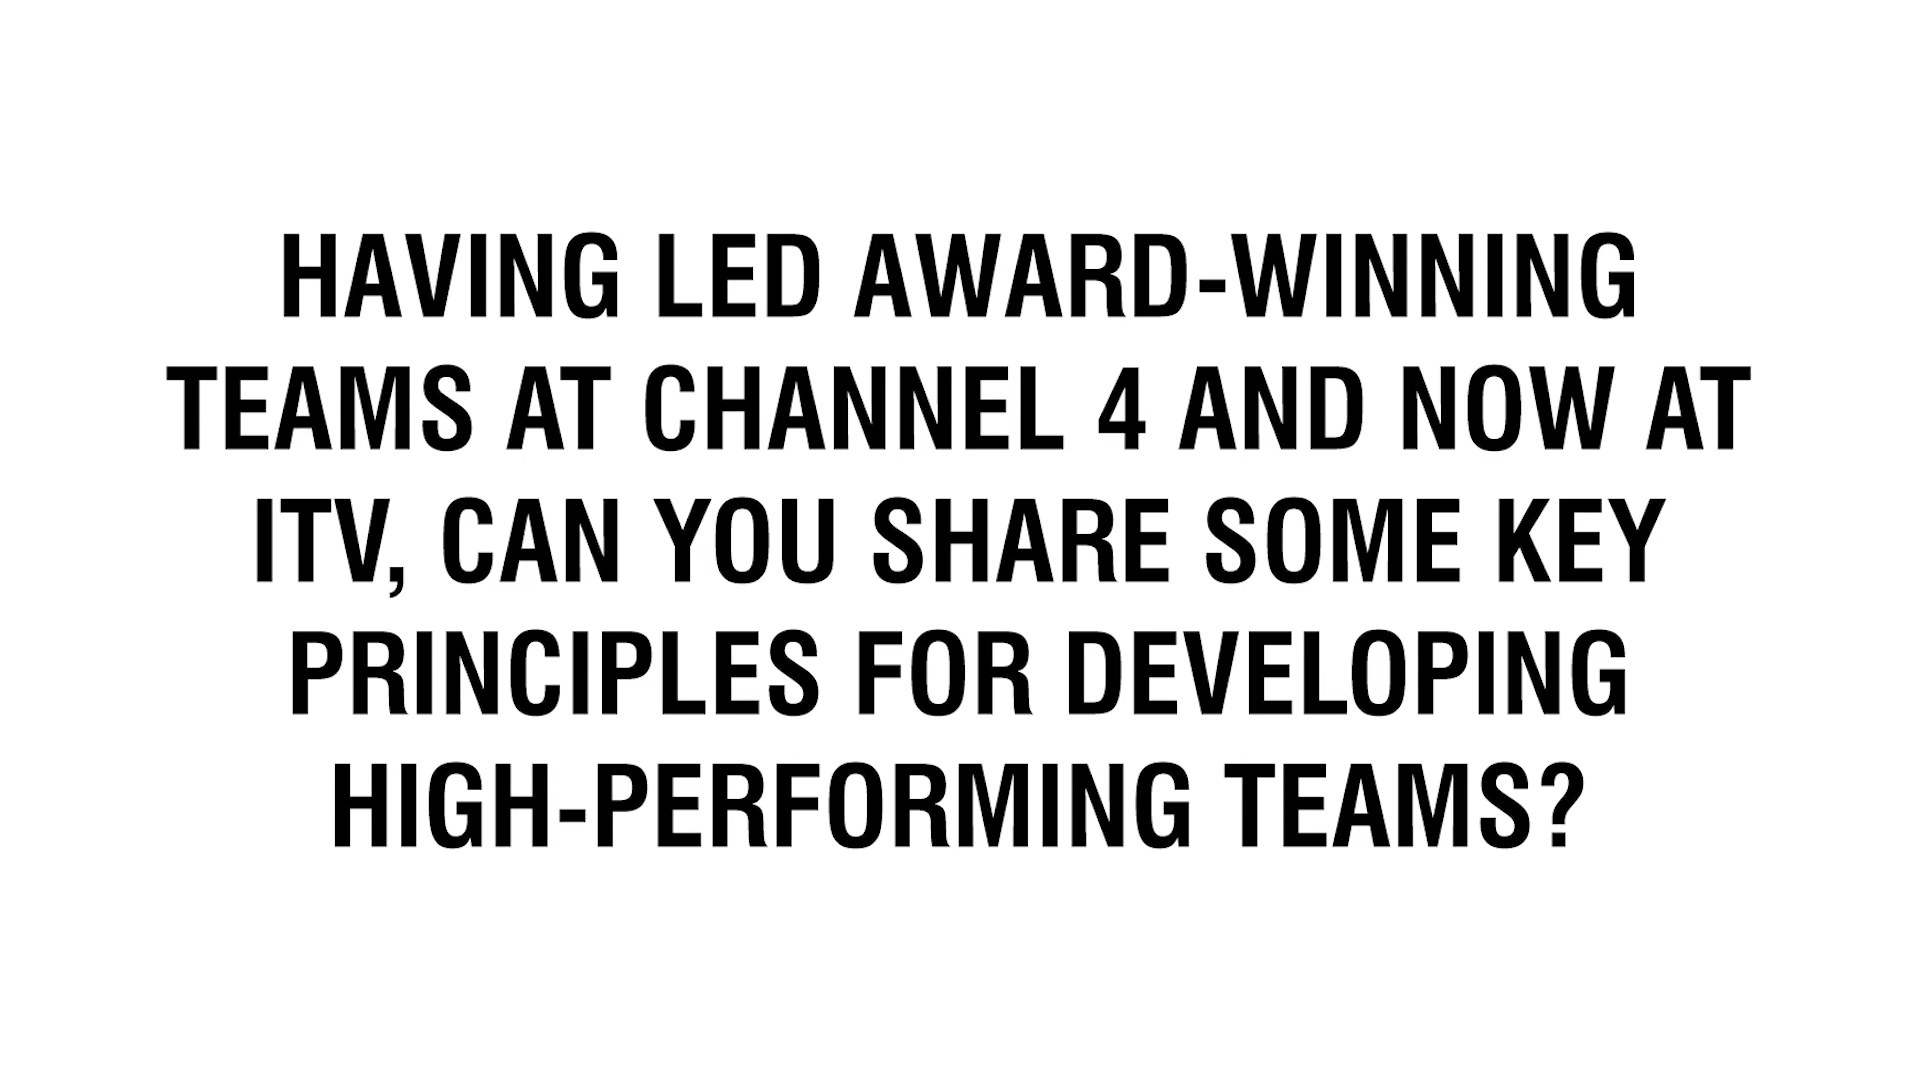 HAVING LED AWARD-WINNING
TEAMS AT CHANNEL 4 AND NOW AT
ITV, CAN YOU SHARE SOME KEY
PRINCIPLES FOR DEVELOPING
HIGH-PERFORMING TEAMS?